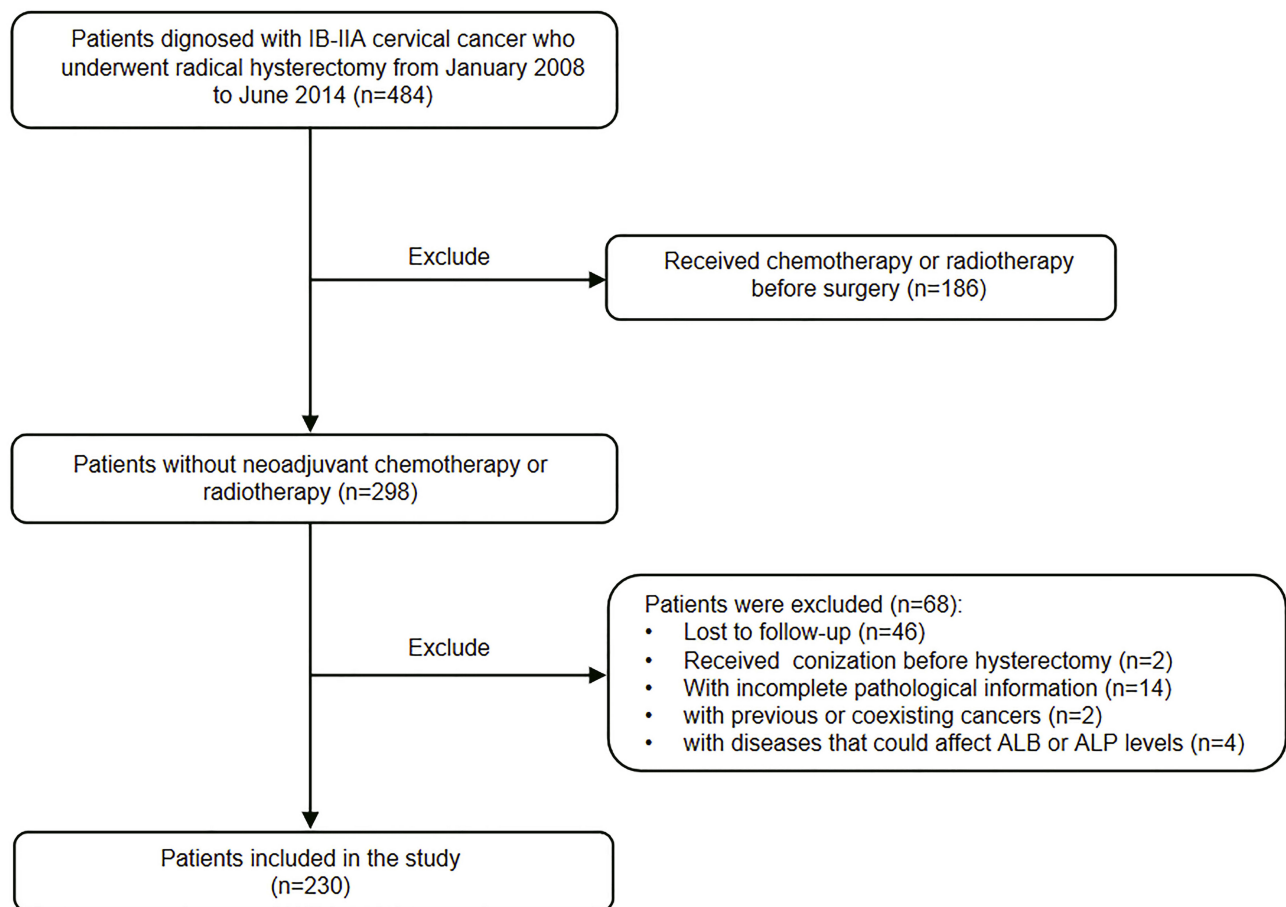 Patients dignosed with IB-IIA cervical cancer who
underwent radical hysterectomy from January 2008
to June 2014 (n=484)
Exclude
Received chemotherapy or radiotherapy
before surgery (n=186)
Patients without neoadjuvant chemotherapy or
radiotherapy (n=298)
Exclude
Patients were excluded (n=68):
• Lost to follow-up (n=46)
• Received conization before hysterectomy (n=2)
• With incomplete pathological information (n=14)
• with previous or coexisting cancers (n=2)
• with diseases that could affect ALB or ALP levels (n=4)
Patients included in the study
(n=230)